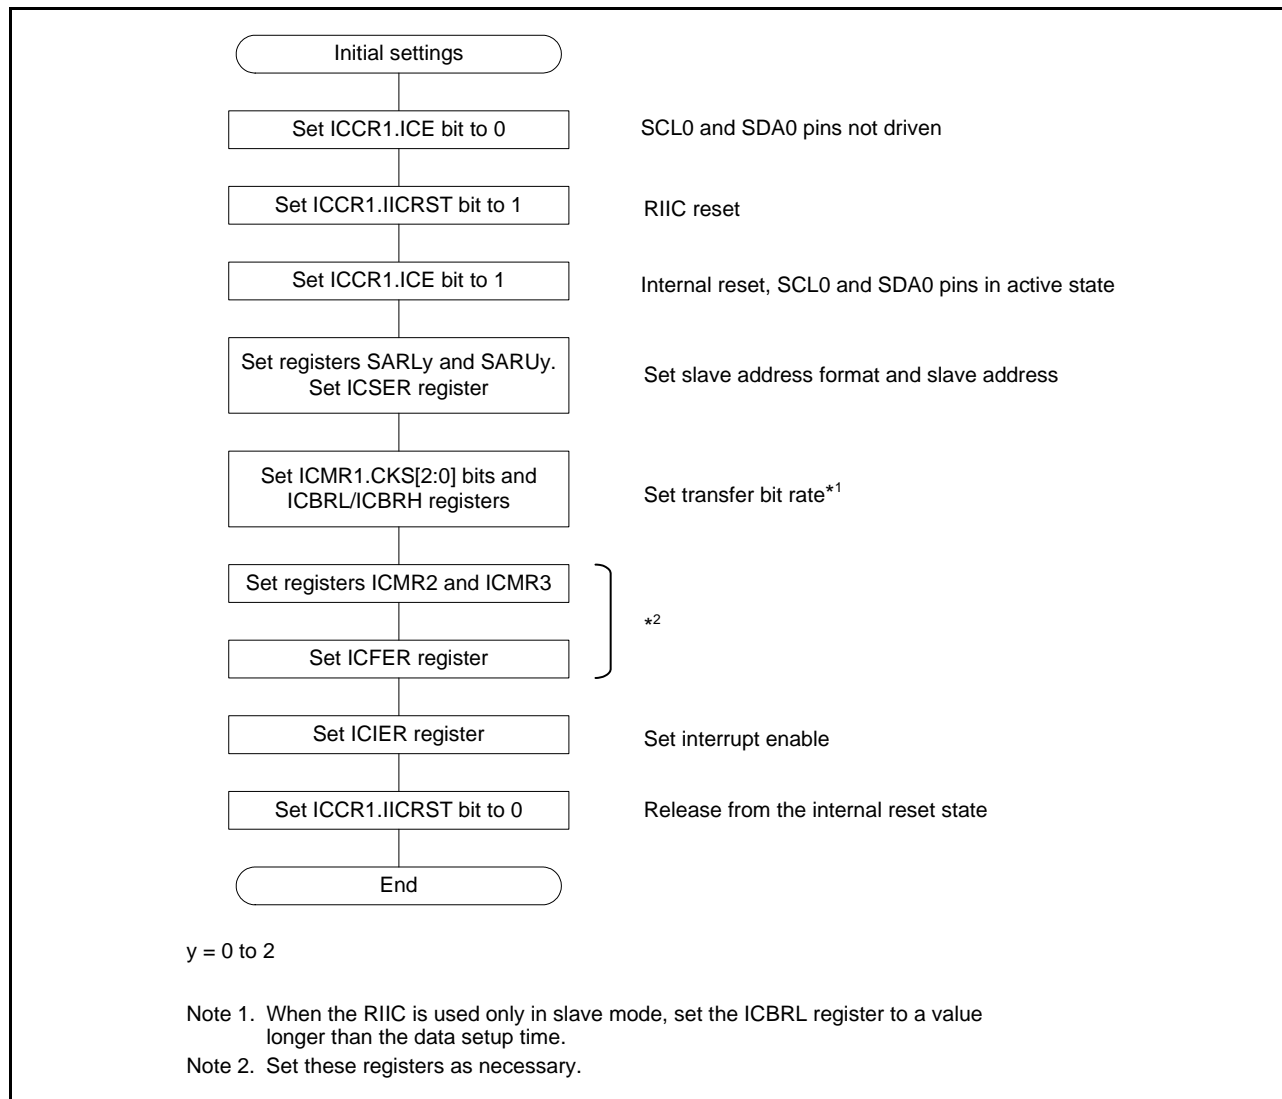 Initial settings
Set ICCR1.ICE bit to 0
SCL0 and SDA0 pins not driven
Set ICCR1.IICRST bit to 1
RIIC reset
Set ICCR1.ICE bit to 1
Internal reset, SCL0 and SDA0 pins in active state
Set registers SARLy and SARUy.
Set ICSER register
Set slave address format and slave address
Set ICMR1.CKS[2:0] bits and
ICBRL/ICBRH registers
Set transfer bit rate*1
Set registers ICMR2 and ICMR3
*2
Set ICFER register
Set ICIER register
Set interrupt enable
Set ICCR1.IICRST bit to 0
Release from the internal reset state
End
y = 0 to 2
Note 1. When the RIIC is used only in slave mode, set the ICBRL register to a value
longer than the data setup time.
Note 2. Set these registers as necessary.